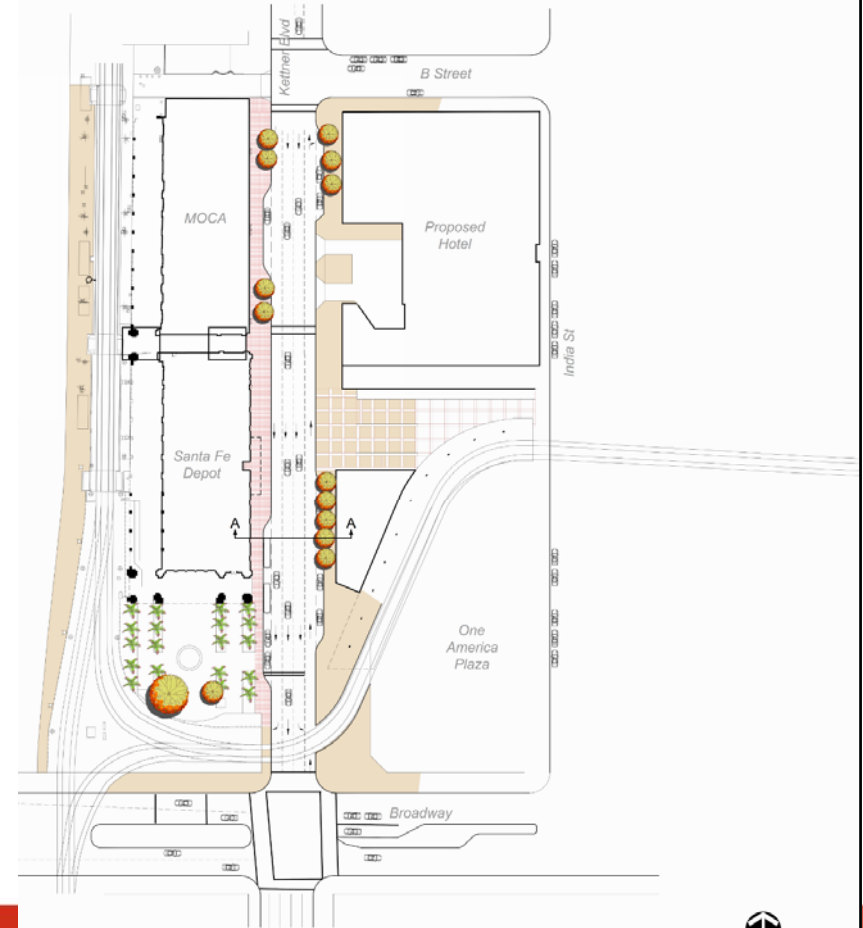 Kettner Blvd
B Street
MOCA
Proposed
Hotel
India St
Santa Fe
Depot
A
A
One
America
Plaza
Broadway